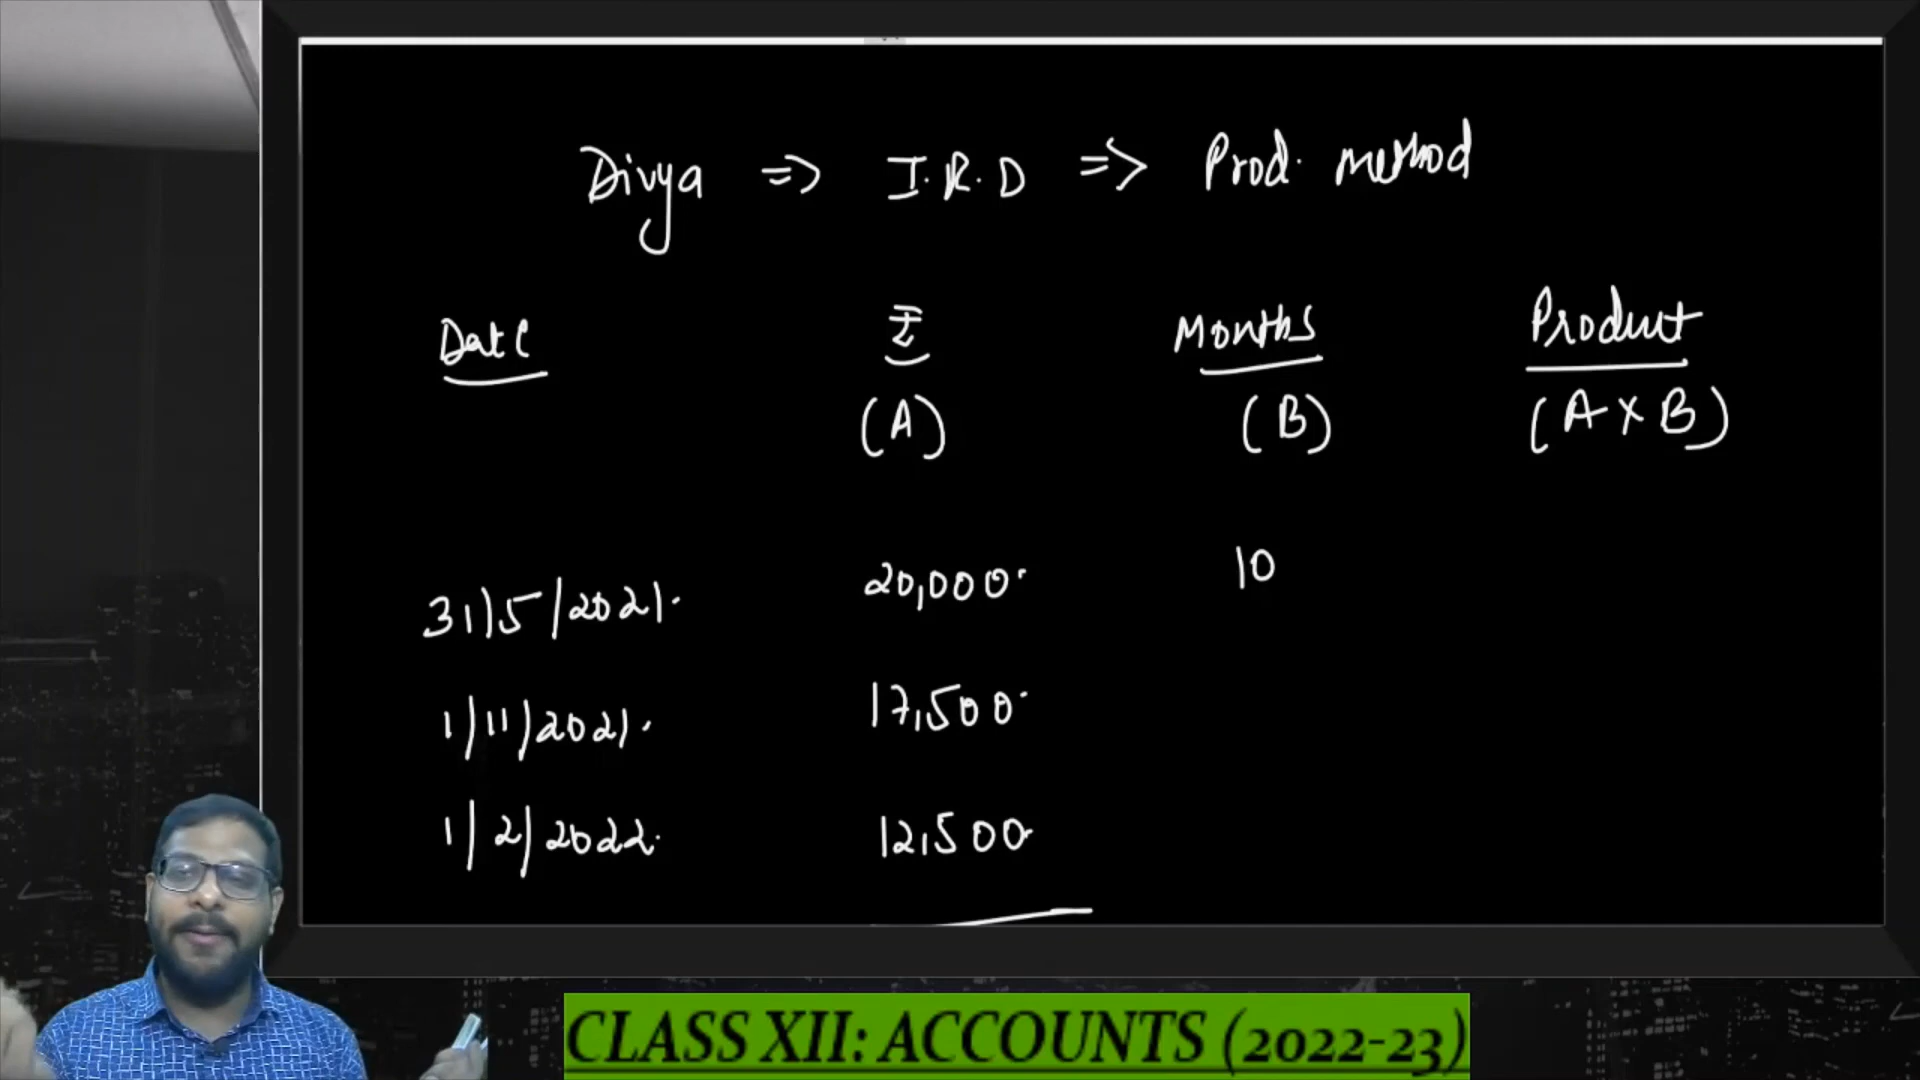 Divya => I.R.D => Prod. method
Date ₹ Months Product
(A) (B) (A x B)
31/5/2021. 20,000. 10
1/11/2021. 17,500.
1/2/2022. 12,500.
CLASS XII: ACCOUNTS (2022-23)